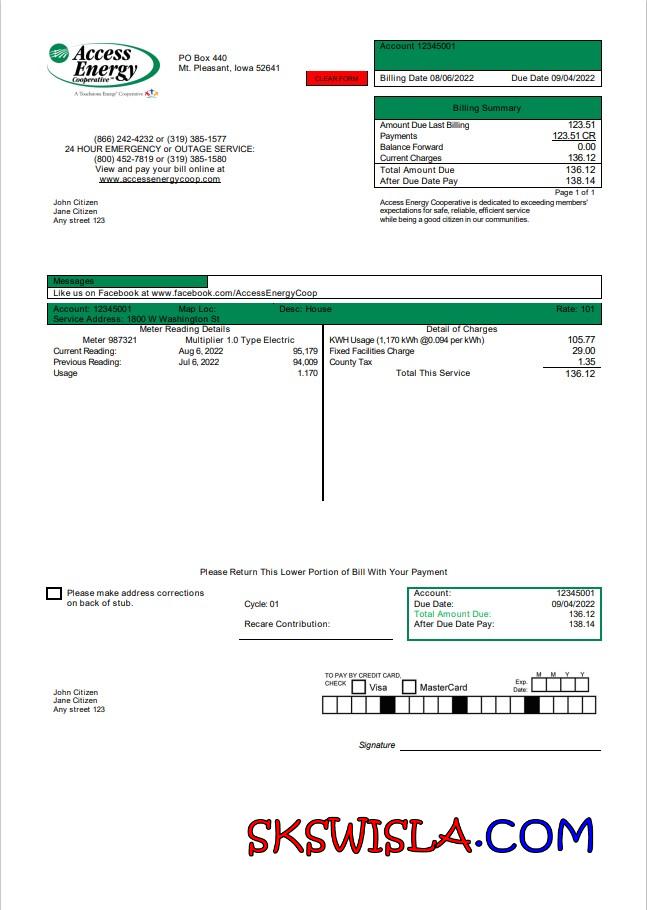 Access
Energy
Cooperative™
A Touchstone Energy® Cooperative
PO Box 440
Mt. Pleasant, Iowa 52641
CLEAR FORM
Account 12345001
Billing Date 08/06/2022 Due Date 09/04/2022
Billing Summary
Amount Due Last Billing 123.51
Payments 123.51 CR
Balance Forward 0.00
Current Charges 136.12
Total Amount Due 136.12
After Due Date Pay 138.14
Page 1 of 1
(866) 242-4232 or (319) 385-1577
24 HOUR EMERGENCY or OUTAGE SERVICE:
(800) 452-7819 or (319) 385-1580
View and pay your bill online at
www.accessenergycoop.com
Access Energy Cooperative is dedicated to exceeding members'
expectations for safe, reliable, efficient service
while being a good citizen in our communities.
John Citizen
Jane Citizen
Any street 123
Messages
Like us on Facebook at www.facebook.com/AccessEnergyCoop
Account: 12345001 Map Loc: Desc: House Rate: 101
Service Address: 1800 W Washington St
Meter Reading Details
Meter 987321 Multiplier 1.0 Type Electric
Current Reading: Aug 6, 2022 95,179
Previous Reading: Jul 6, 2022 94,009
Usage 1.170
Detail of Charges
KWH Usage (1,170 kWh @0.094 per kWh) 105.77
Fixed Facilities Charge 29.00
County Tax 1.35
Total This Service 136.12
Please Return This Lower Portion of Bill With Your Payment
Please make address corrections
on back of stub.
Cycle: 01
Recare Contribution:
Account: 12345001
Due Date: 09/04/2022
Total Amount Due: 136.12
After Due Date Pay: 138.14
John Citizen
Jane Citizen
Any street 123
TO PAY BY CREDIT CARD,
CHECK Visa MasterCard
Exp. Date: M M Y Y
Signature
SKSWISLA.COM